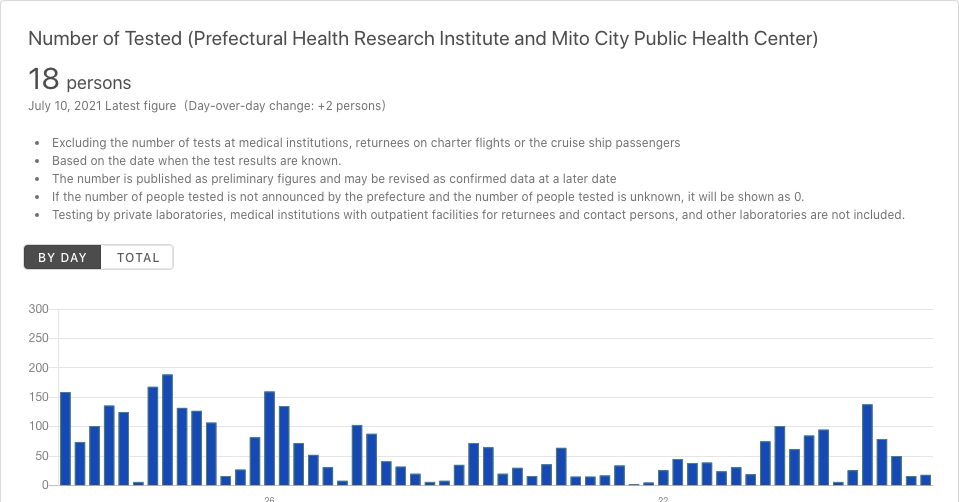 Number of Tested (Prefectural Health Research Institute and Mito City Public Health Center)
18 persons
July 10, 2021 Latest figure (Day-over-day change: +2 persons)
• Excluding the number of tests at medical institutions, returnees on charter flights or the cruise ship passengers
• Based on the date when the test results are known.
• The number is published as preliminary figures and may be revised as confirmed data at a later date
• If the number of people tested is not announced by the prefecture and the number of people tested is unknown, it will be shown as 0.
• Testing by private laboratories, medical institutions with outpatient facilities for returnees and contact persons, and other laboratories are not included.
BY DAY TOTAL
300
250
200
150
100
50
0
26 22